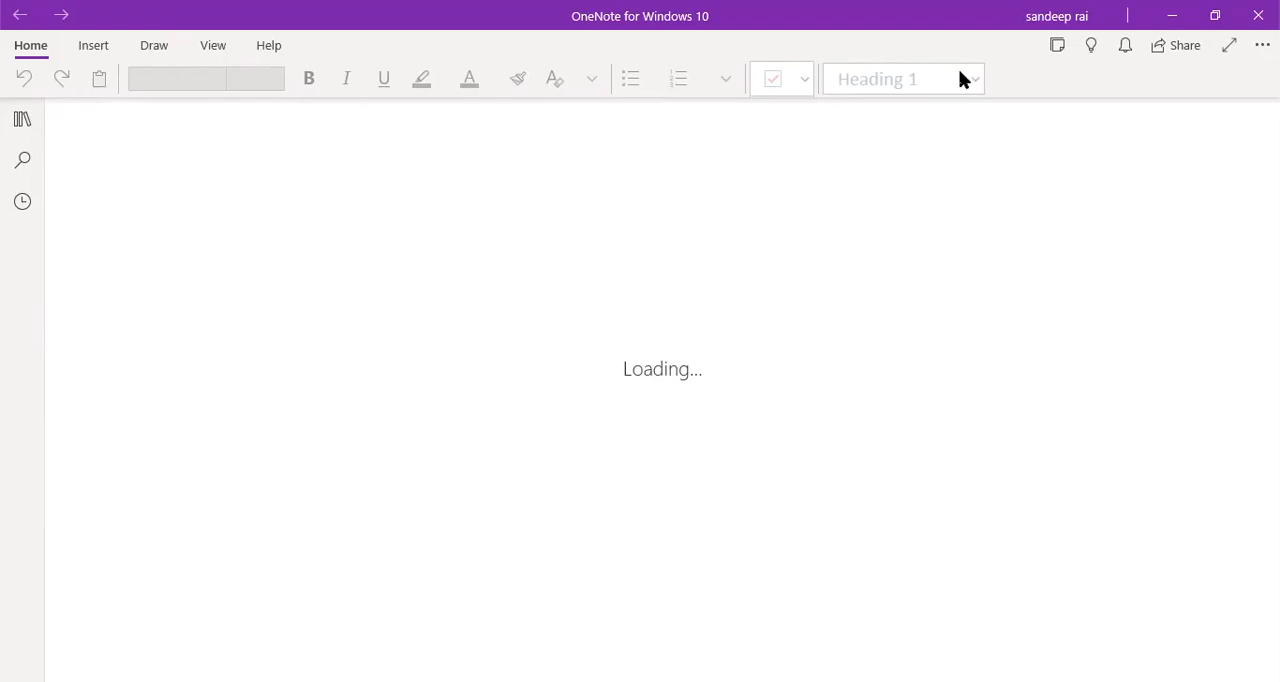 OneNote for Windows 10
sandeep rai
Home
Insert
Draw
View
Help
Share
B
I
U
A
A
Heading 1
Loading...